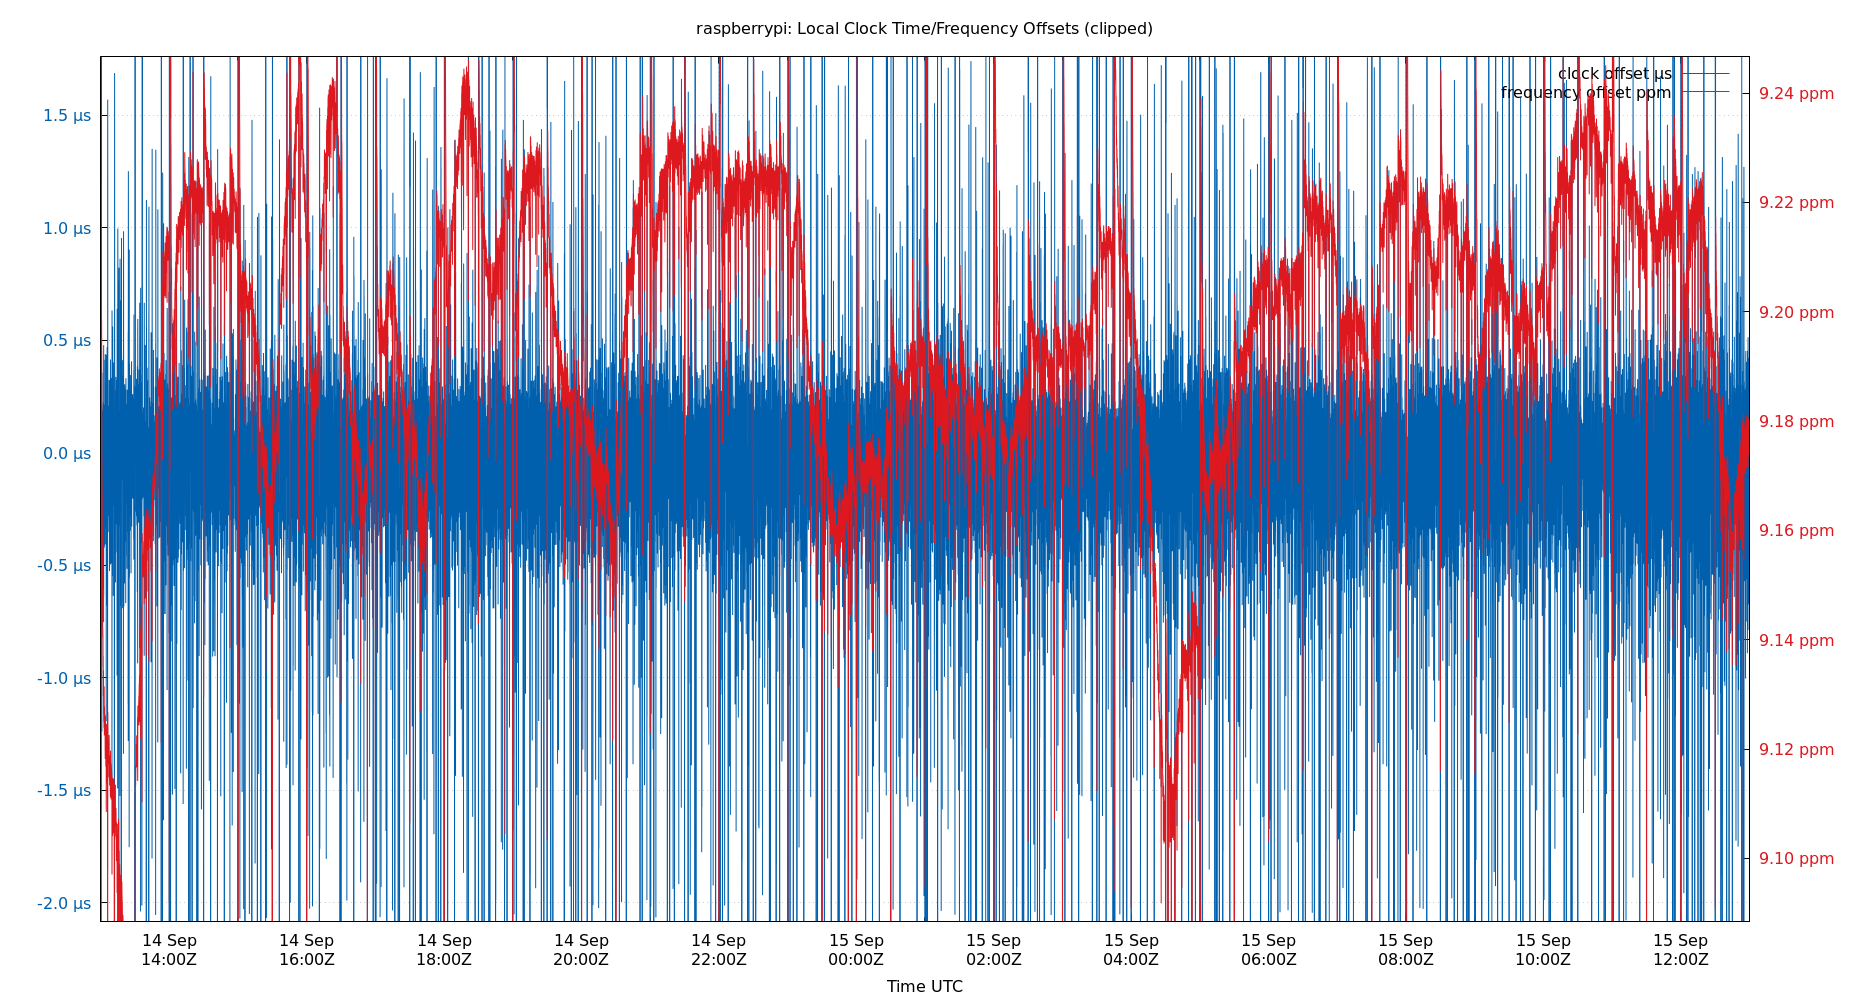 raspberrypi: Local Clock Time/Frequency Offsets (clipped)
clock offset µs
frequency offset ppm
1.5 µs
1.0 µs
0.5 µs
0.0 µs
-0.5 µs
-1.0 µs
-1.5 µs
-2.0 µs
9.24 ppm
9.22 ppm
9.20 ppm
9.18 ppm
9.16 ppm
9.14 ppm
9.12 ppm
9.10 ppm
14 Sep
14:00Z
14 Sep
16:00Z
14 Sep
18:00Z
14 Sep
20:00Z
14 Sep
22:00Z
15 Sep
00:00Z
15 Sep
02:00Z
15 Sep
04:00Z
15 Sep
06:00Z
15 Sep
08:00Z
15 Sep
10:00Z
15 Sep
12:00Z
Time UTC